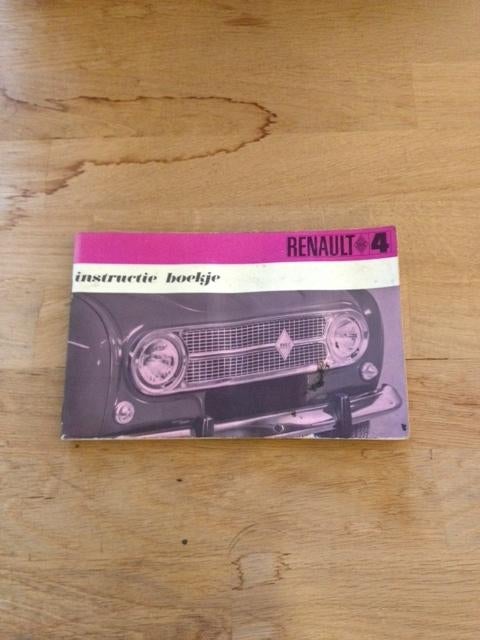 RENAULT 4
instructie boekje